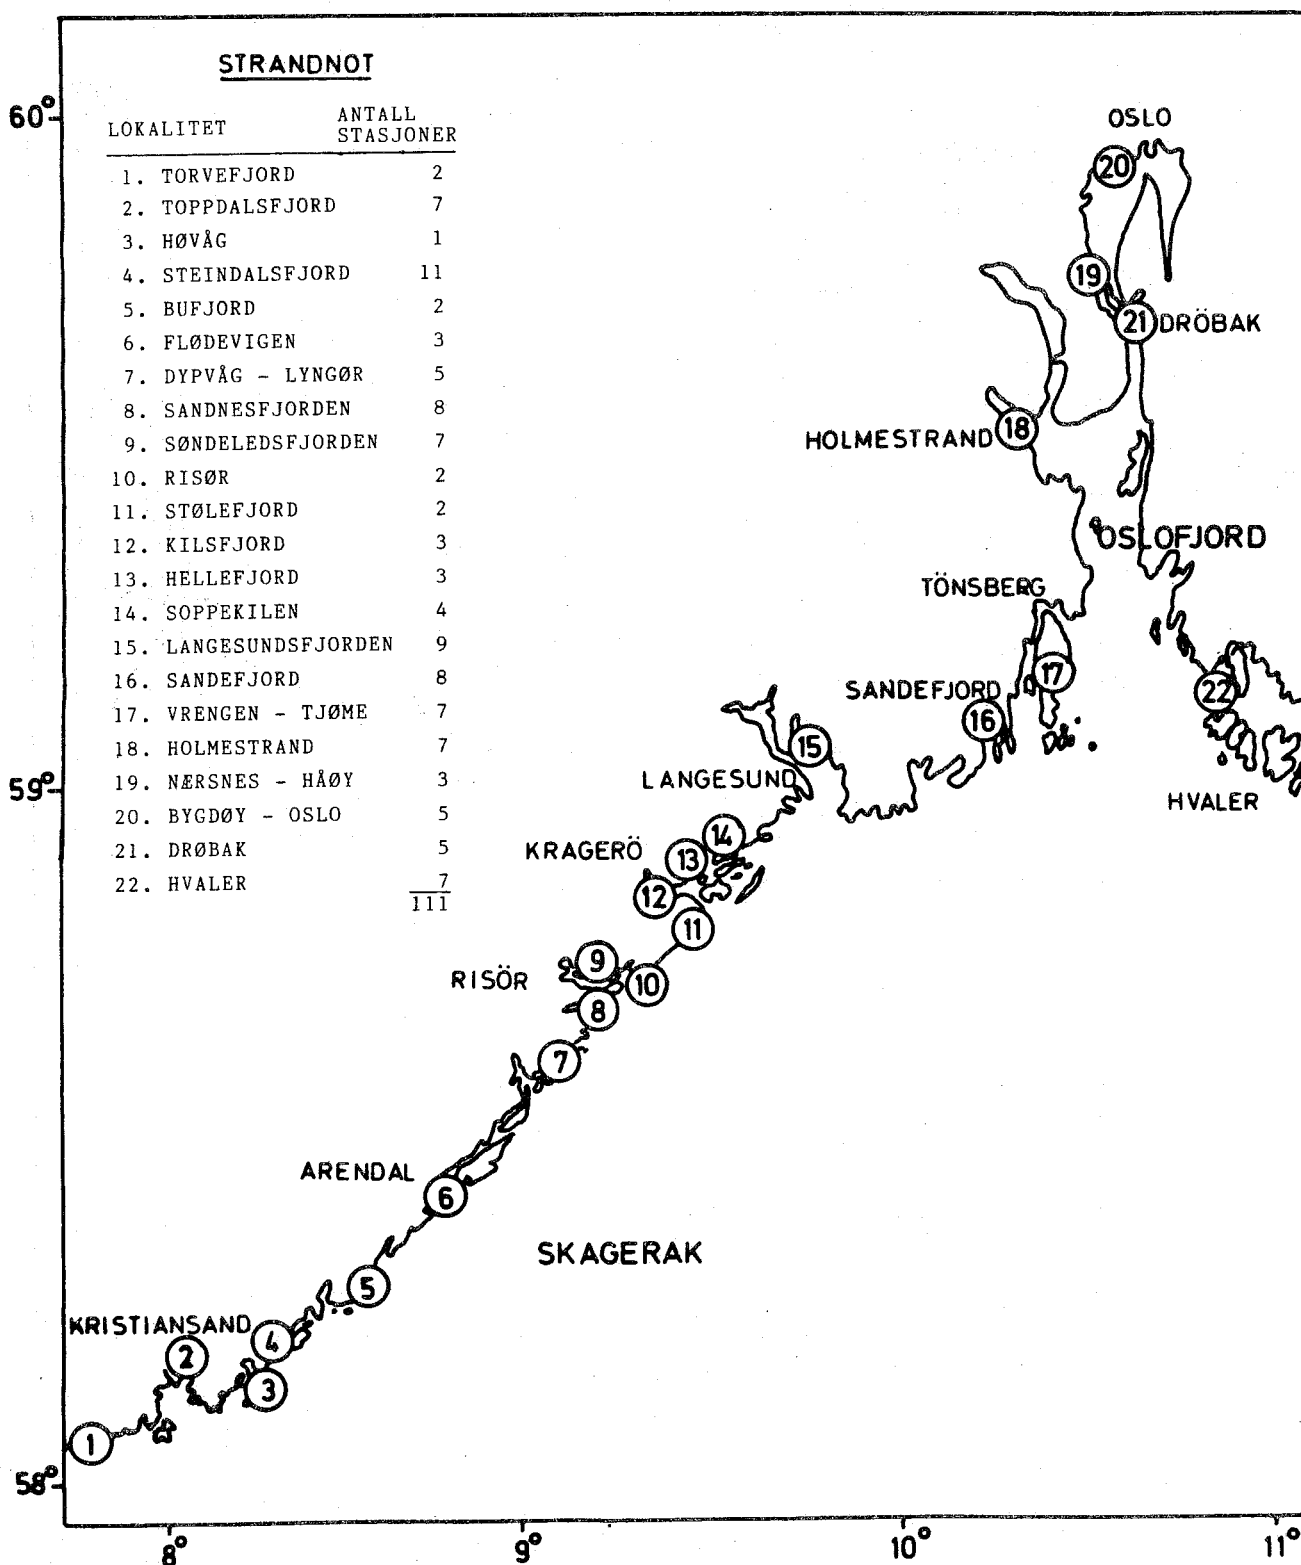 STRANDNOT
LOKALITET ANTALL STASJONER
1. TORVEFJORD 2
2. TOPPDALSFJORD 7
3. HØVÅG 1
4. STEINDALSFJORD 11
5. BUFJORD 2
6. FLØDEVIGEN 3
7. DYPVÅG - LYNGØR 5
8. SANDNESFJORDEN 8
9. SØNDELEDSFJORDEN 7
10. RISØR 2
11. STØLEFJORD 2
12. KILSFJORD 3
13. HELLEFJORD 3
14. SOPPEKILEN 4
15. LANGESUNDSFJORDEN 9
16. SANDEFJORD 8
17. VRENGEN - TJØME 7
18. HOLMESTRAND 7
19. NÆRSNES - HÅØY 3
20. BYGDØY - OSLO 5
21. DRØBAK 5
22. HVALER 7
111
60°
59°
58°
8°
9°
10°
11°
OSLO
20
19
21 DRÖBAK
HOLMESTRAND 18
OSLOFJORD
TÖNSBERG
17
SANDEFJORD
16
22
HVALER
15
LANGESUND
14
KRAGERÖ 13
12
11
9
RISÖR
10
8
7
ARENDAL
6
SKAGERAK
5
KRISTIANSAND
4
2
3
1